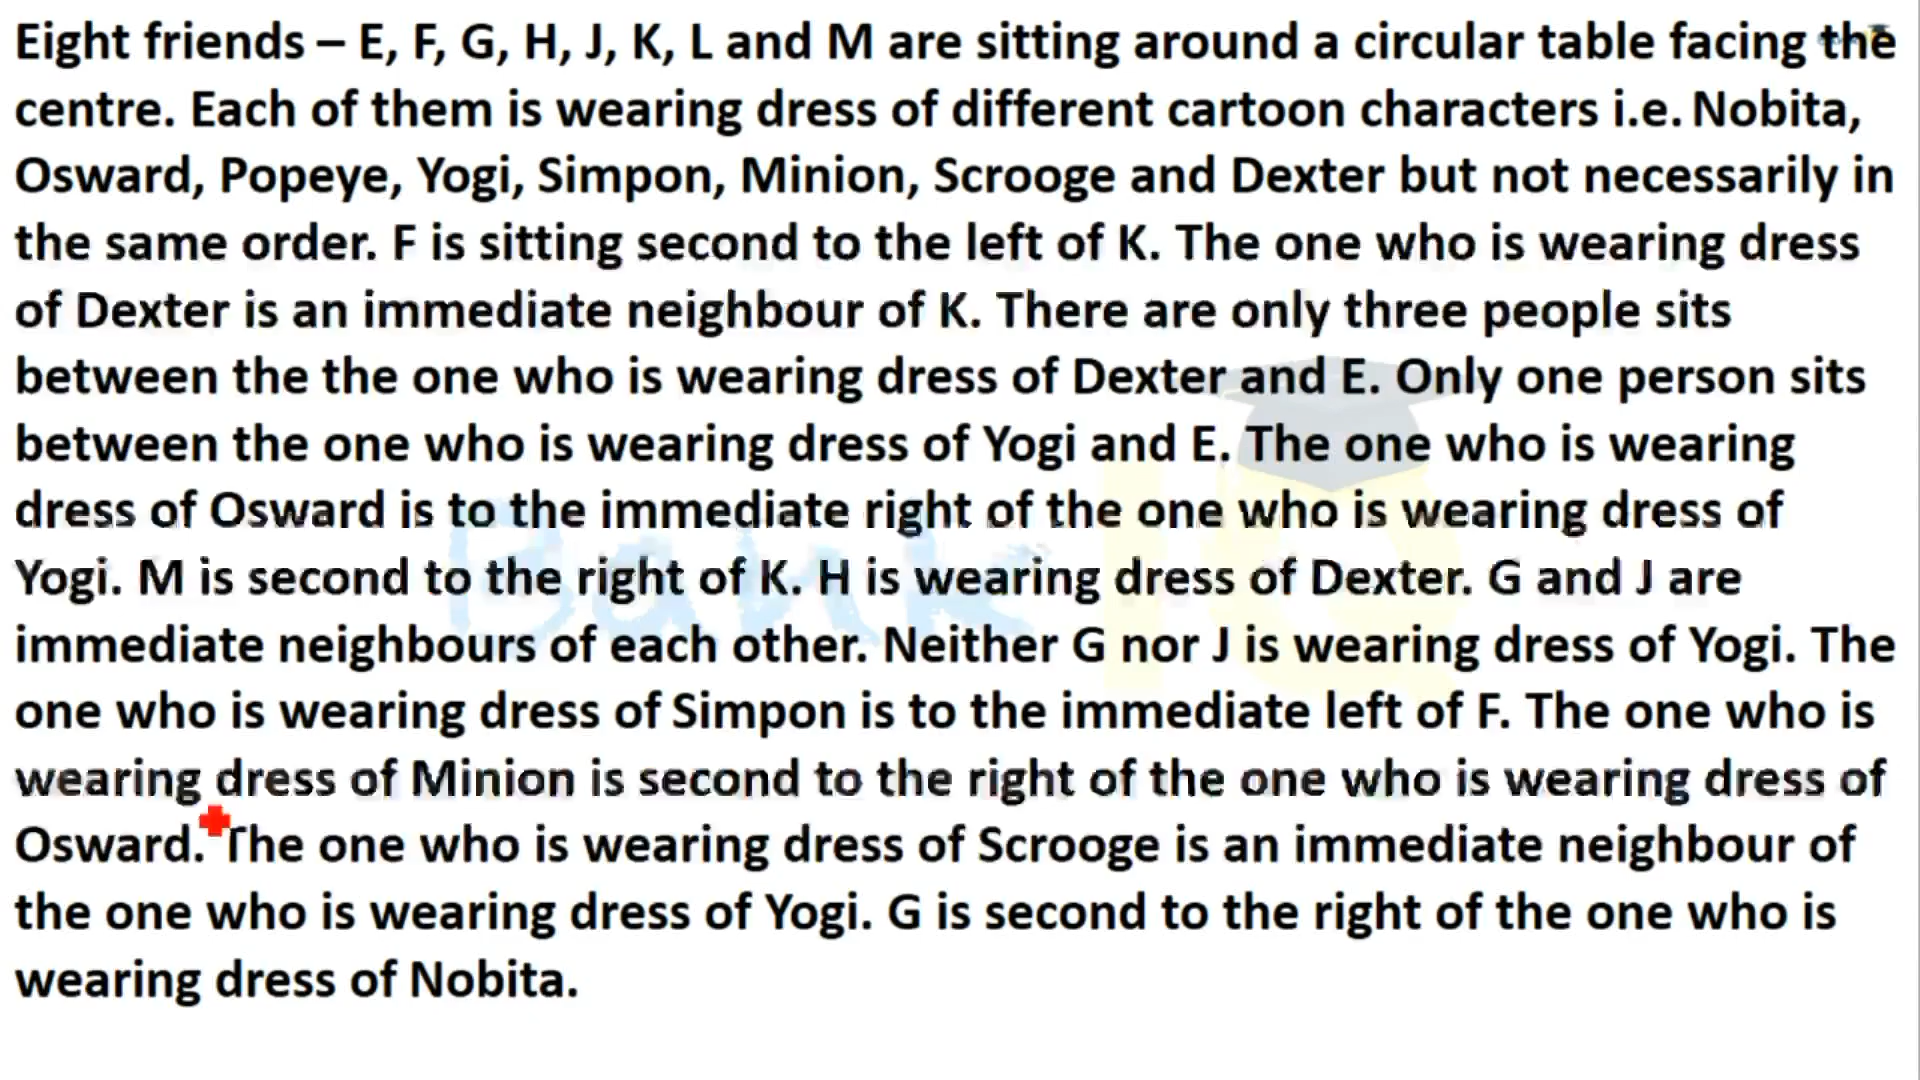 Eight friends – E, F, G, H, J, K, L and M are sitting around a circular table facing the
centre. Each of them is wearing dress of different cartoon characters i.e. Nobita,
Osward, Popeye, Yogi, Simpon, Minion, Scrooge and Dexter but not necessarily in
the same order. F is sitting second to the left of K. The one who is wearing dress
of Dexter is an immediate neighbour of K. There are only three people sits
between the the one who is wearing dress of Dexter and E. Only one person sits
between the one who is wearing dress of Yogi and E. The one who is wearing
dress of Osward is to the immediate right of the one who is wearing dress of
Yogi. M is second to the right of K. H is wearing dress of Dexter. G and J are
immediate neighbours of each other. Neither G nor J is wearing dress of Yogi. The
one who is wearing dress of Simpon is to the immediate left of F. The one who is
wearing dress of Minion is second to the right of the one who is wearing dress of
Osward. The one who is wearing dress of Scrooge is an immediate neighbour of
the one who is wearing dress of Yogi. G is second to the right of the one who is
wearing dress of Nobita.
Bank IQ